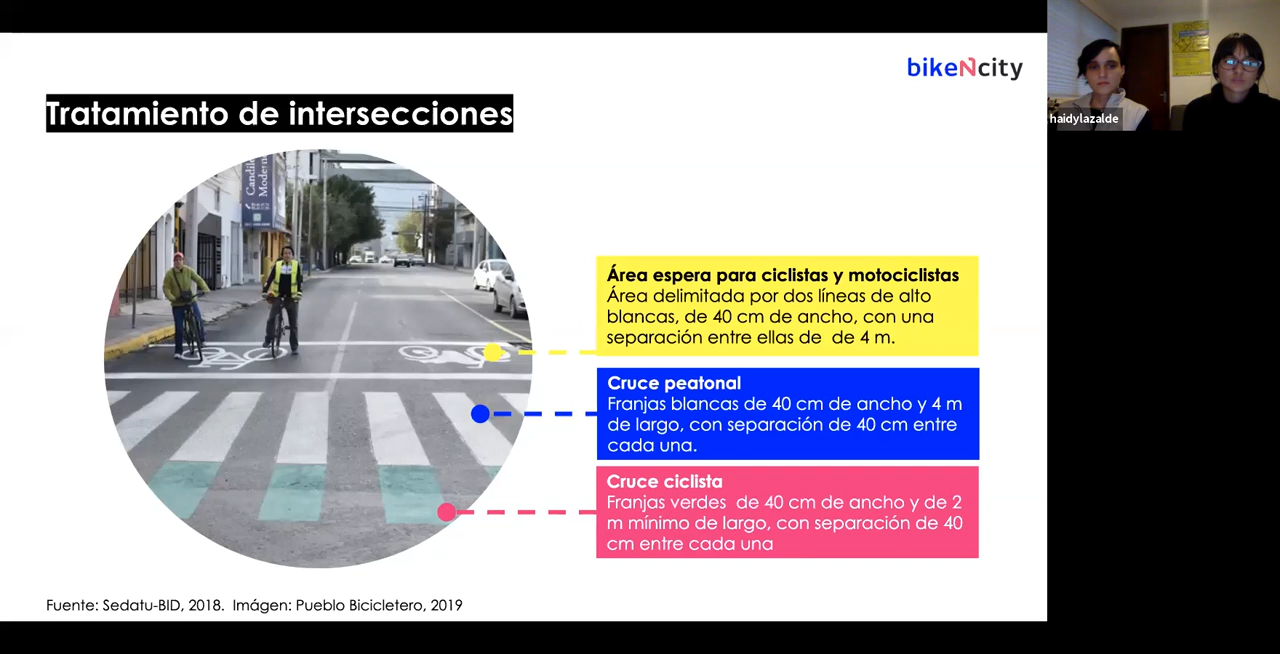 bikeNcity
haidylazalde
Tratamiento de intersecciones
Candiles
Moderno
Área espera para ciclistas y motociclistas
Área delimitada por dos líneas de alto
blancas, de 40 cm de ancho, con una
separación entre ellas de  de 4 m.
Cruce peatonal
Franjas blancas de 40 cm de ancho y 4 m
de largo, con separación de 40 cm entre
cada una.
Cruce ciclista
Franjas verdes  de 40 cm de ancho y de 2
m mínimo de largo, con separación de 40
cm entre cada una
Fuente: Sedatu-BID, 2018.  Imágen: Pueblo Bicicletero, 2019